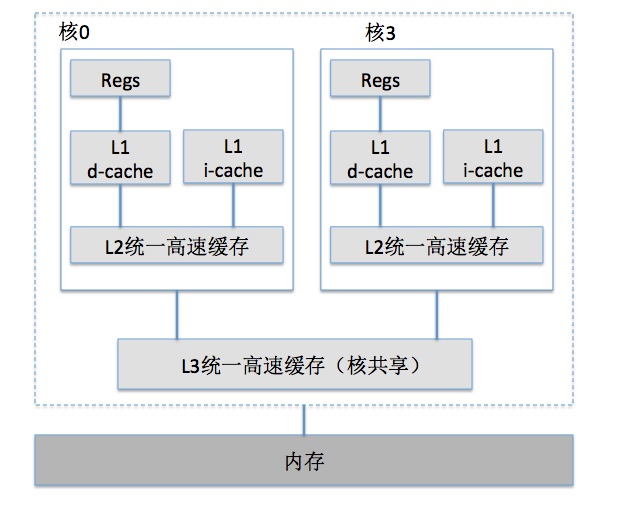 核0
核3
Regs
Regs
L1
d-cache
L1
i-cache
L1
d-cache
L1
i-cache
L2统一高速缓存
L2统一高速缓存
L3统一高速缓存（核共享）
内存